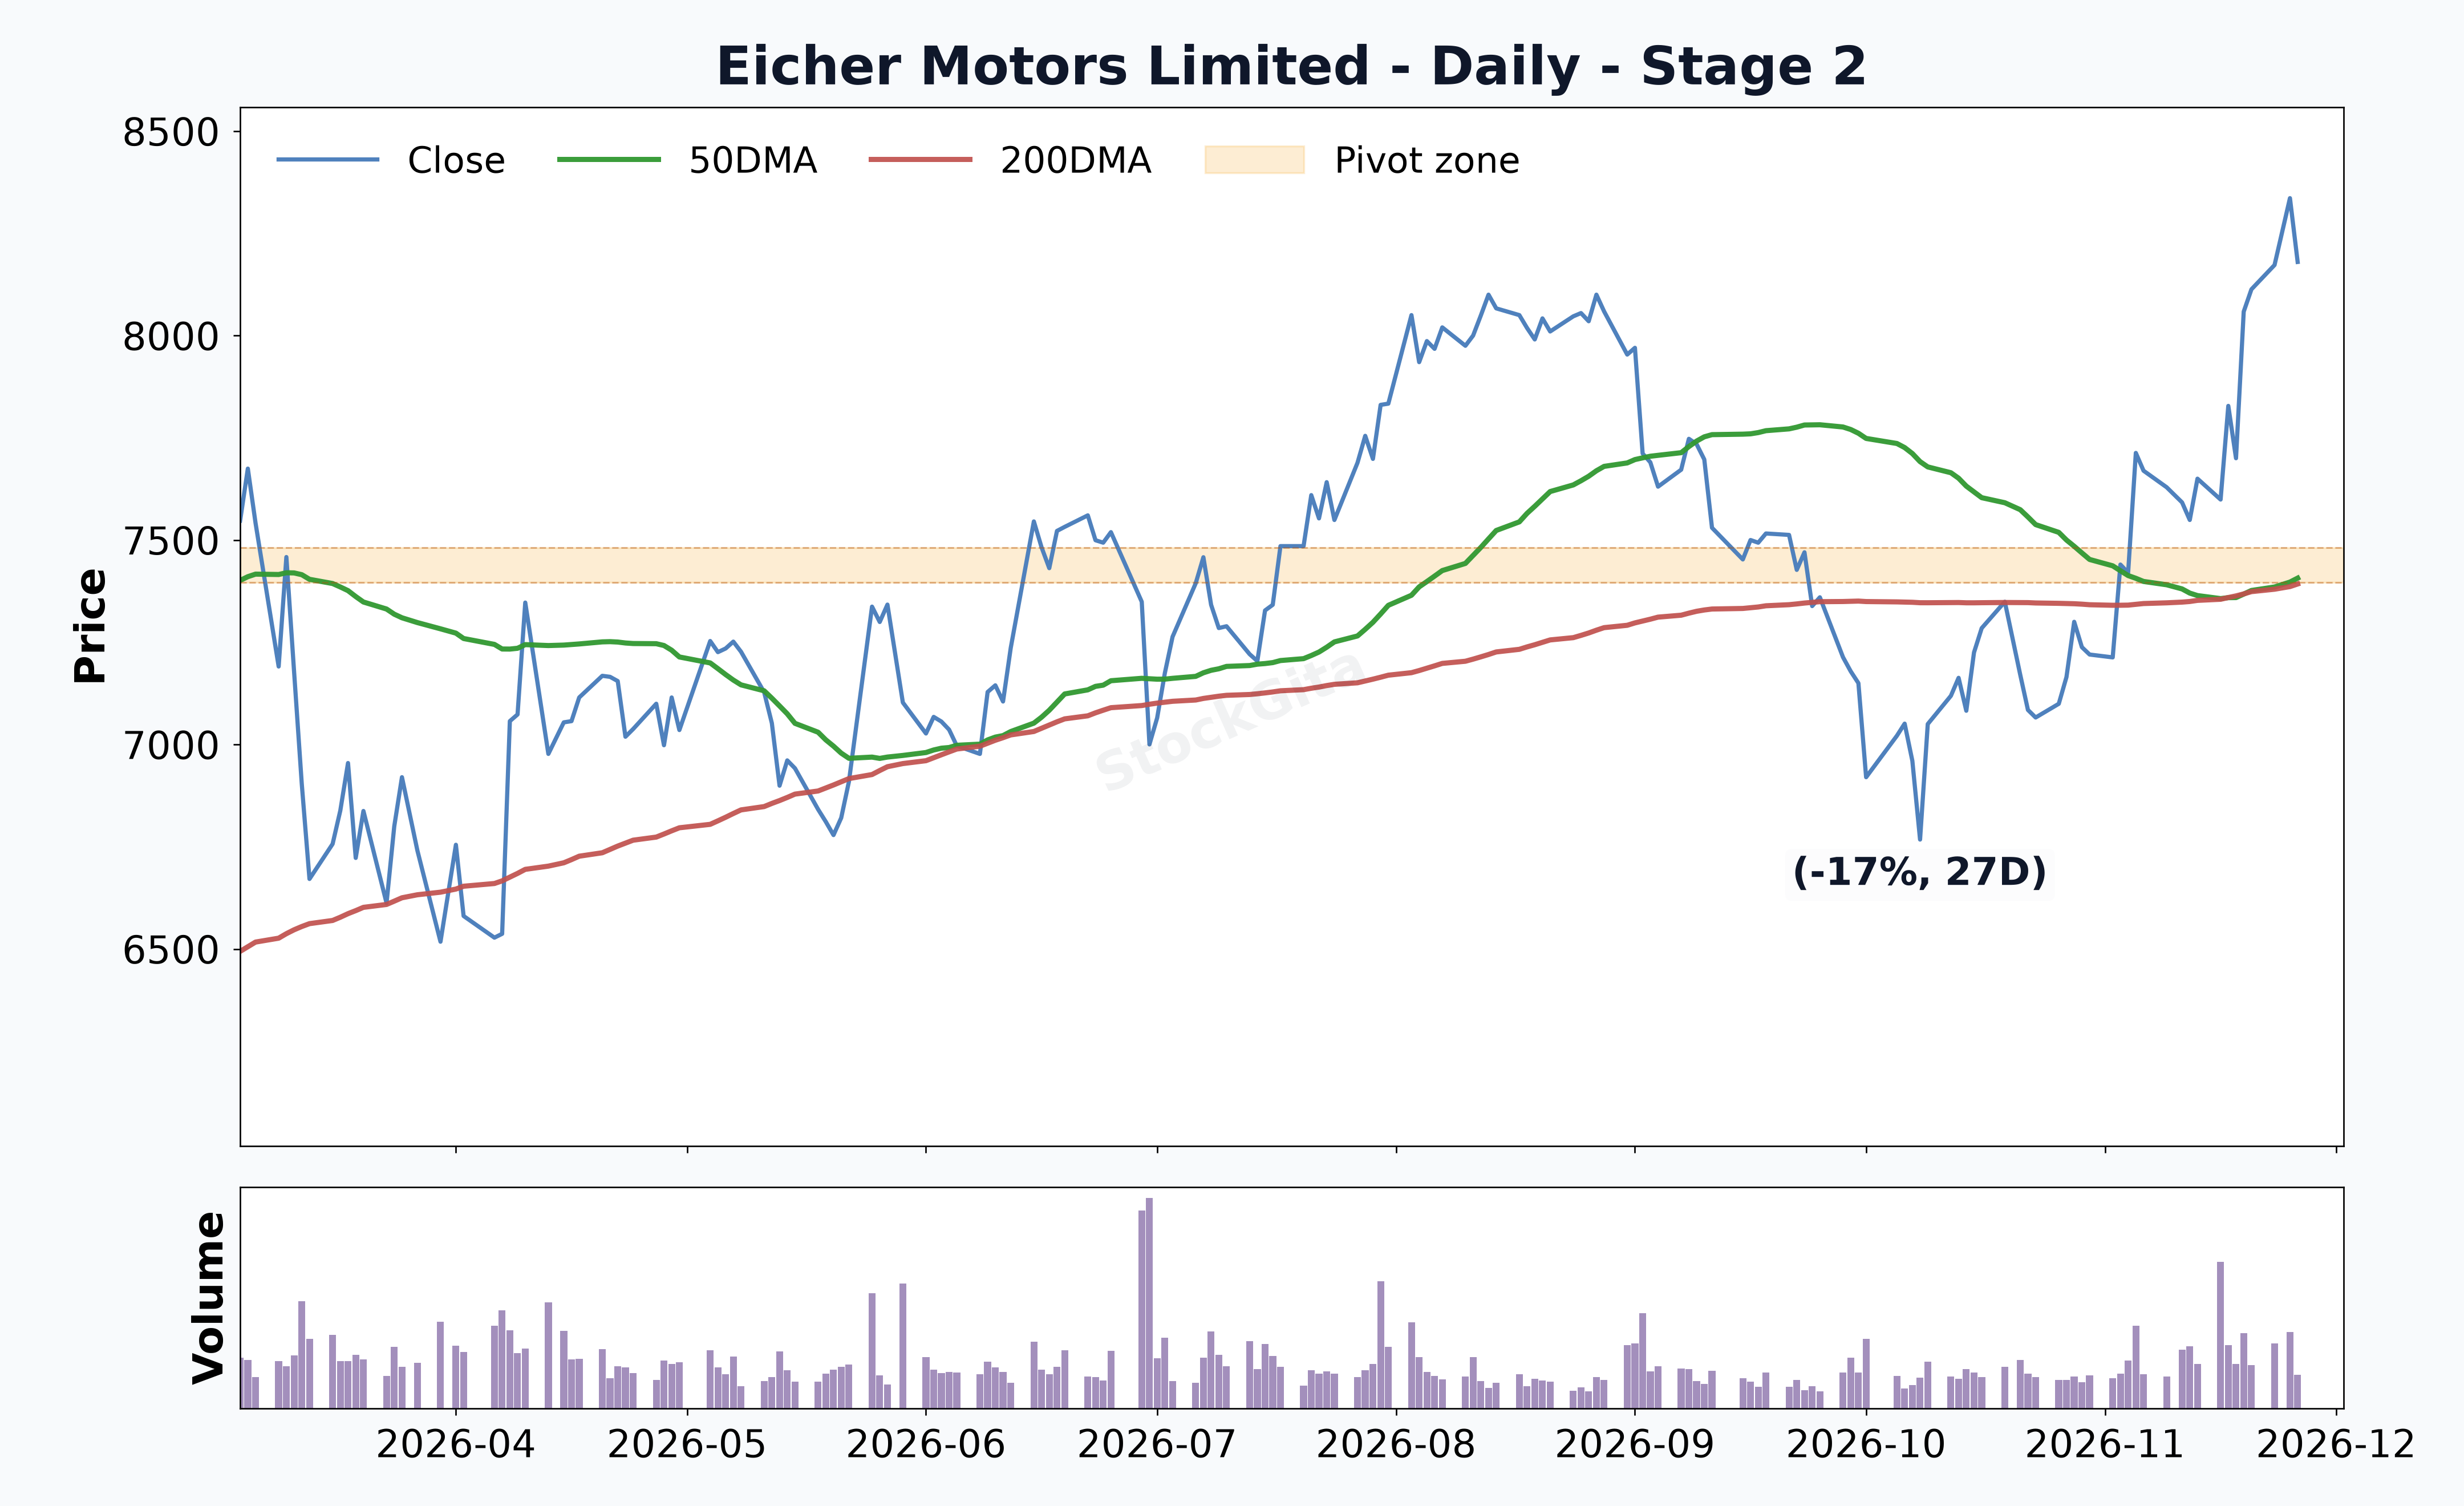 Eicher Motors Limited - Daily - Stage 2
8500
Close
50DMA
200DMA
Pivot zone
8000
7500
7000
6500
Price
StockGita
(-17%, 27D)
Volume
2026-04
2026-05
2026-06
2026-07
2026-08
2026-09
2026-10
2026-11
2026-12